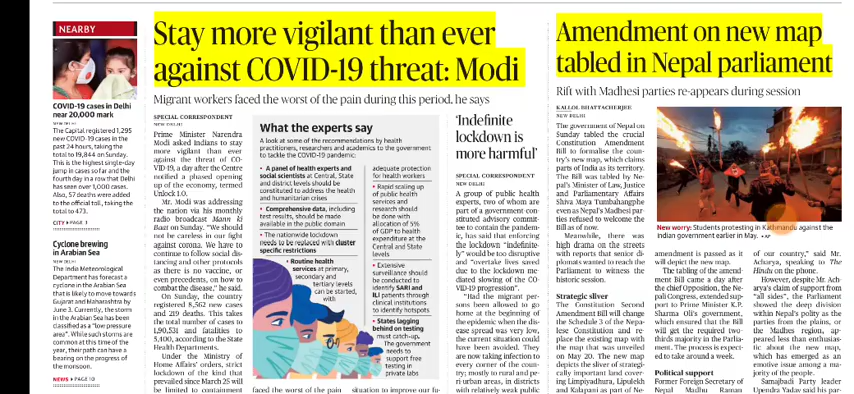 NEARBY
COVID-19 cases in Delhi
near 20,000 mark
NEW DELHI
The Capital registered 1,295
new COVID-19 cases in the
past 24 hours, taking the
total to 19,844 on Sunday.
This is the highest single-day
jump in cases so far and the
fourth day in a row that Delhi
has seen over 1,000 cases.
Also, 57 deaths were added
to the official toll, taking the
total to 473.
CITY ▸ PAGE 3
Cyclone brewing
in Arabian Sea
NEW DELHI
The India Meteorological
Department has forecast a
cyclone in the Arabian Sea
that is likely to move towards
Gujarat and Maharashtra by
June 3. Currently, the storm
in the Arabian Sea has been
classified as a “low pressure
area”. While such storms are
common at this time of the
year, their path can have a
bearing on the progress of
the monsoon.
NEWS ▸ PAGE 10
Stay more vigilant than ever
against COVID-19 threat: Modi
Migrant workers faced the worst of the pain during this period, he says
SPECIAL CORRESPONDENT
NEW DELHI
Prime Minister Narendra
Modi asked Indians to stay
more vigilant than ever
against the threat of CO-
VID-19, a day after the Centre
notified a phased opening
up of the economy, termed
Unlock 1.0.
Mr. Modi was addressing
the nation via his monthly
radio broadcast Mann ki
Baat on Sunday. “We should
not be careless in our fight
against corona. We have to
continue to follow social dis-
tancing and other protocols
as there is no vaccine, or
even precedents, on how to
combat the disease,” he said.
On Sunday, the country
registered 8,562 new cases
and 219 deaths. This takes
the total number of cases to
1,90,531 and fatalities to
5,400, according to the State
Health Departments.
Under the Ministry of
Home Affairs’ orders, strict
lockdown of the kind that
prevailed since March 25 will
be limited to containment
What the experts say
A look at some of the recommendations by health
practitioners, researchers and academics to the government
to tackle the COVID-19 pandemic:
• A panel of health experts and
social scientists at Central, State
and district levels should be
constituted to address the health
and humanitarian crises
• Comprehensive data, including
test results, should be made
available in the public domain
• The nationwide lockdown
needs to be replaced with cluster
specific restrictions
• Routine health
services at primary,
secondary and
tertiary levels
can be started,
with
adequate protection
for health workers
• Rapid scaling up
of public health
services and
research should
be done with
allocation of 5%
of GDP to health
expenditure at the
Central and State
levels
• Extensive
surveillance should
be conducted to
identify SARI and
ILI patients through
clinical institutions
to identify hotspots
• States lagging
behind on testing
must catch-up.
The government
needs to
support free
testing in
private labs
faced the worst of the pain
situation to improve our fu-
‘Indefinite
lockdown is
more harmful’
SPECIAL CORRESPONDENT
NEW DELHI
A group of public health
experts, two of whom are
part of a government con-
stituted advisory commit-
tee to contain the pandem-
ic, has said that enforcing
the lockdown “indefinite-
ly” would be too disruptive
and “overtake lives saved
due to the lockdown me-
diated slowing of the CO-
VID-19 progression”.
“Had the migrant per-
sons been allowed to go
home at the beginning of
the epidemic when the dis-
ease spread was very low,
the current situation could
have been avoided. They
are now taking infection to
every corner of the coun-
try; mostly to rural and pe-
ri-urban areas, in districts
with relatively weak public
Amendment on new map
tabled in Nepal parliament
Rift with Madhesi parties re-appears during session
KALLOL BHATTACHERJEE
NEW DELHI
The government of Nepal on
Sunday tabled the crucial
Constitution Amendment
Bill to formalise the coun-
try’s new map, which claims
parts of India as its territory.
The Bill was tabled by Ne-
pal’s Minister of Law, Justice
and Parliamentary Affairs
Shiva Maya Tumbahangphe
even as Nepal’s Madhesi par-
ties refused to welcome the
Bill as of now.
Meanwhile, there was
high drama on the streets
with reports that senior di-
plomats wanted to reach the
Parliament to witness the
historic session.
Strategic sliver
The Constitution Second
Amendment Bill will change
the Schedule 3 of the Nepa-
lese Constitution and re-
place the existing map with
the map that was unveiled
on May 20. The new map
depicts the sliver of strategi-
cally important land cover-
ing Limpiyadhura, Lipulekh
and Kalapani as part of Ne-
New worry: Students protesting in Kathmandu against the
Indian government earlier in May. • AP
amendment is passed as it
will depict the new map.
The tabling of the amend-
ment Bill came a day after
the chief Opposition, the Ne-
pali Congress, extended sup-
port to Prime Minister K.P.
Sharma Oli’s government,
which ensured that the Bill
will get the required two-
thirds majority in the Parlia-
ment. The process is expect-
ed to take around a week.
Political support
Former Foreign Secretary of
Nepal Madhu Raman
of our country,” said Mr.
Acharya, speaking to The
Hindu on the phone.
However, despite Mr. Ach-
arya’s claim of support from
“all sides”, the Parliament
showed the deep division
within Nepal’s polity as the
parties from the plains, or
the Madhes region, ap-
peared less than enthusias-
tic about the new map,
which has emerged as an
emotive issue among a ma-
jority of the people.
Samajbadi Party leader
Upendra Yadav said his par-